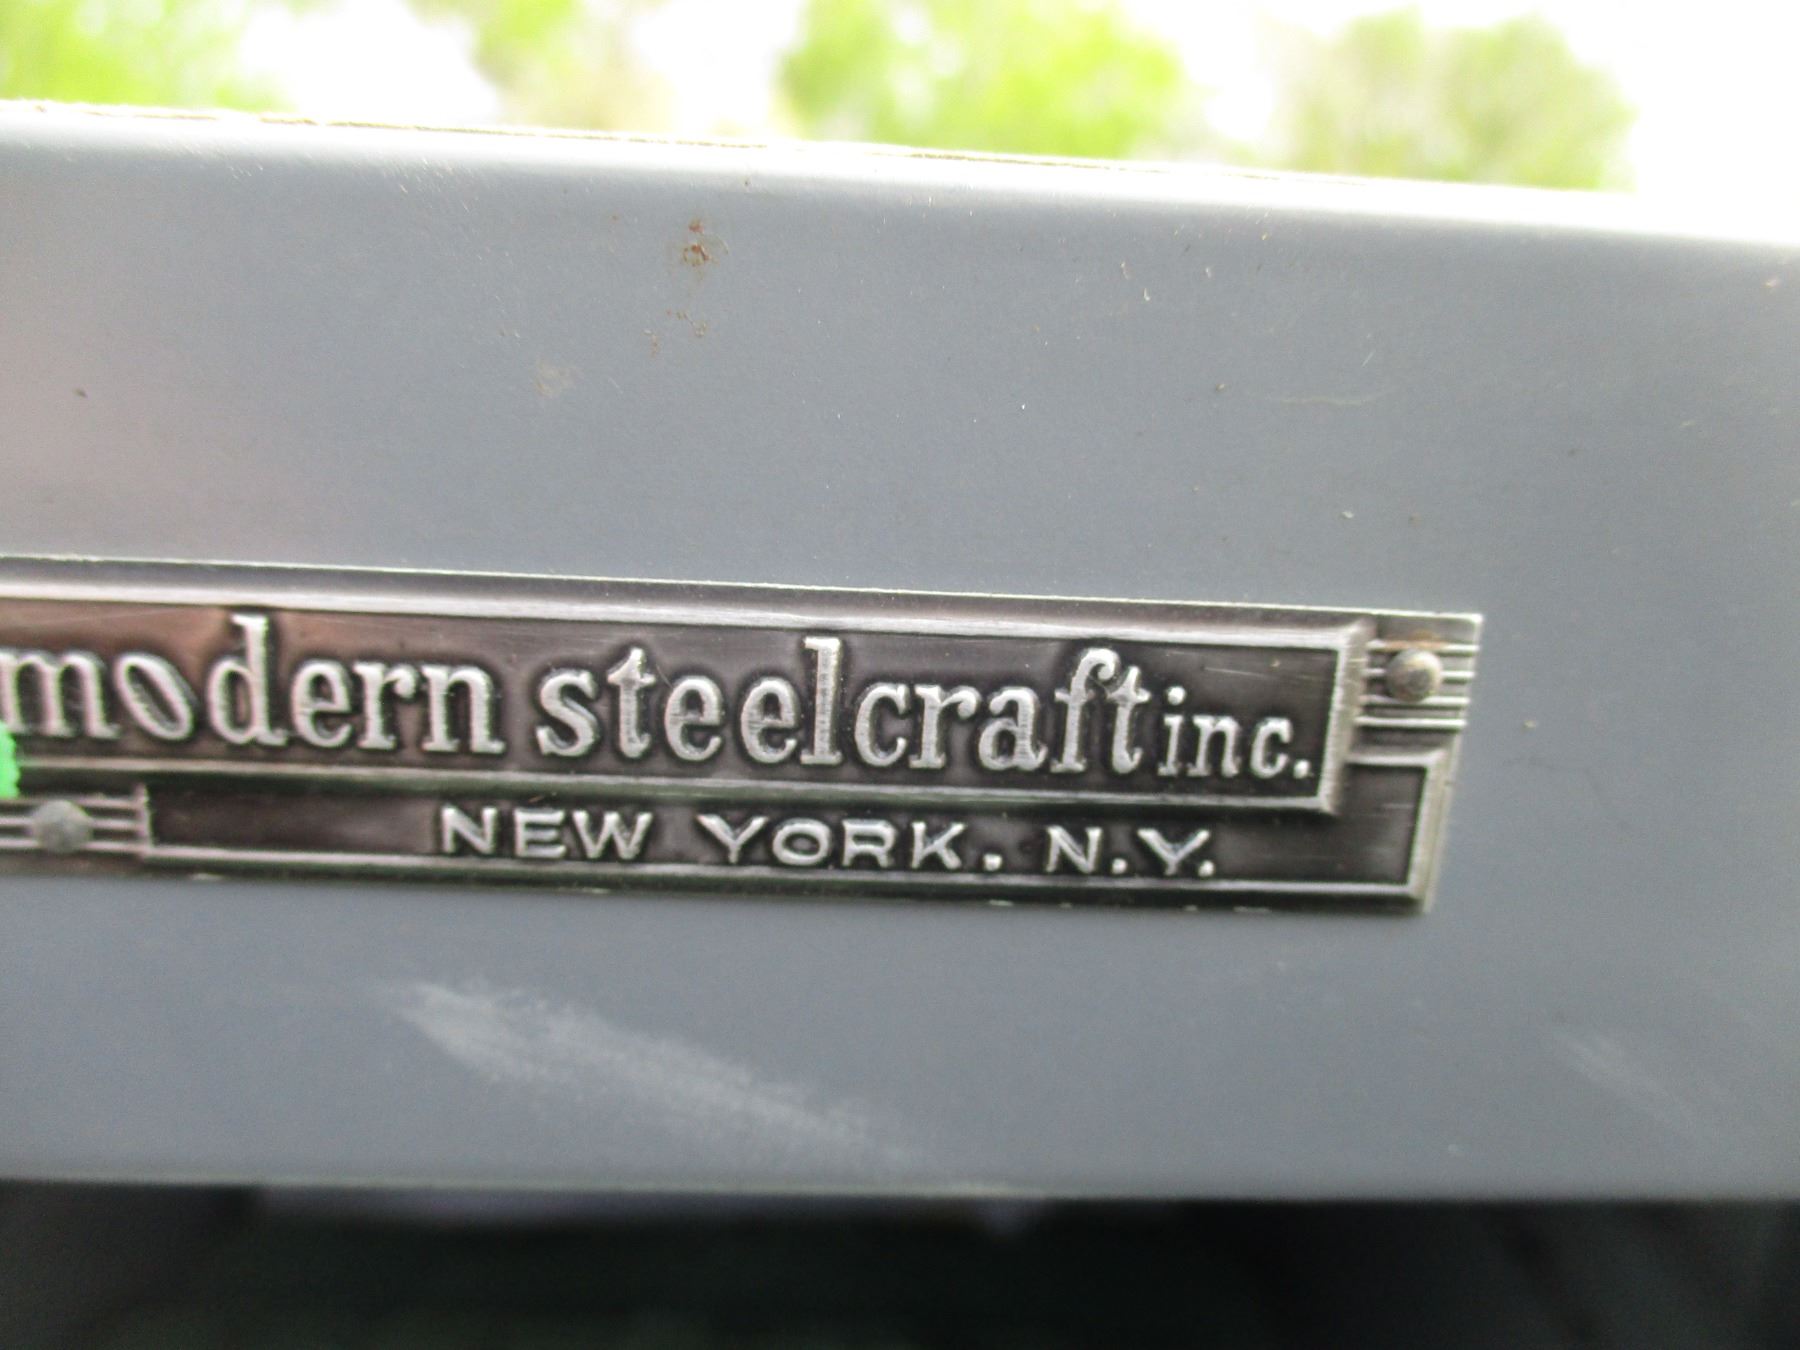 modern steelcraft inc.
NEW YORK, N.Y.